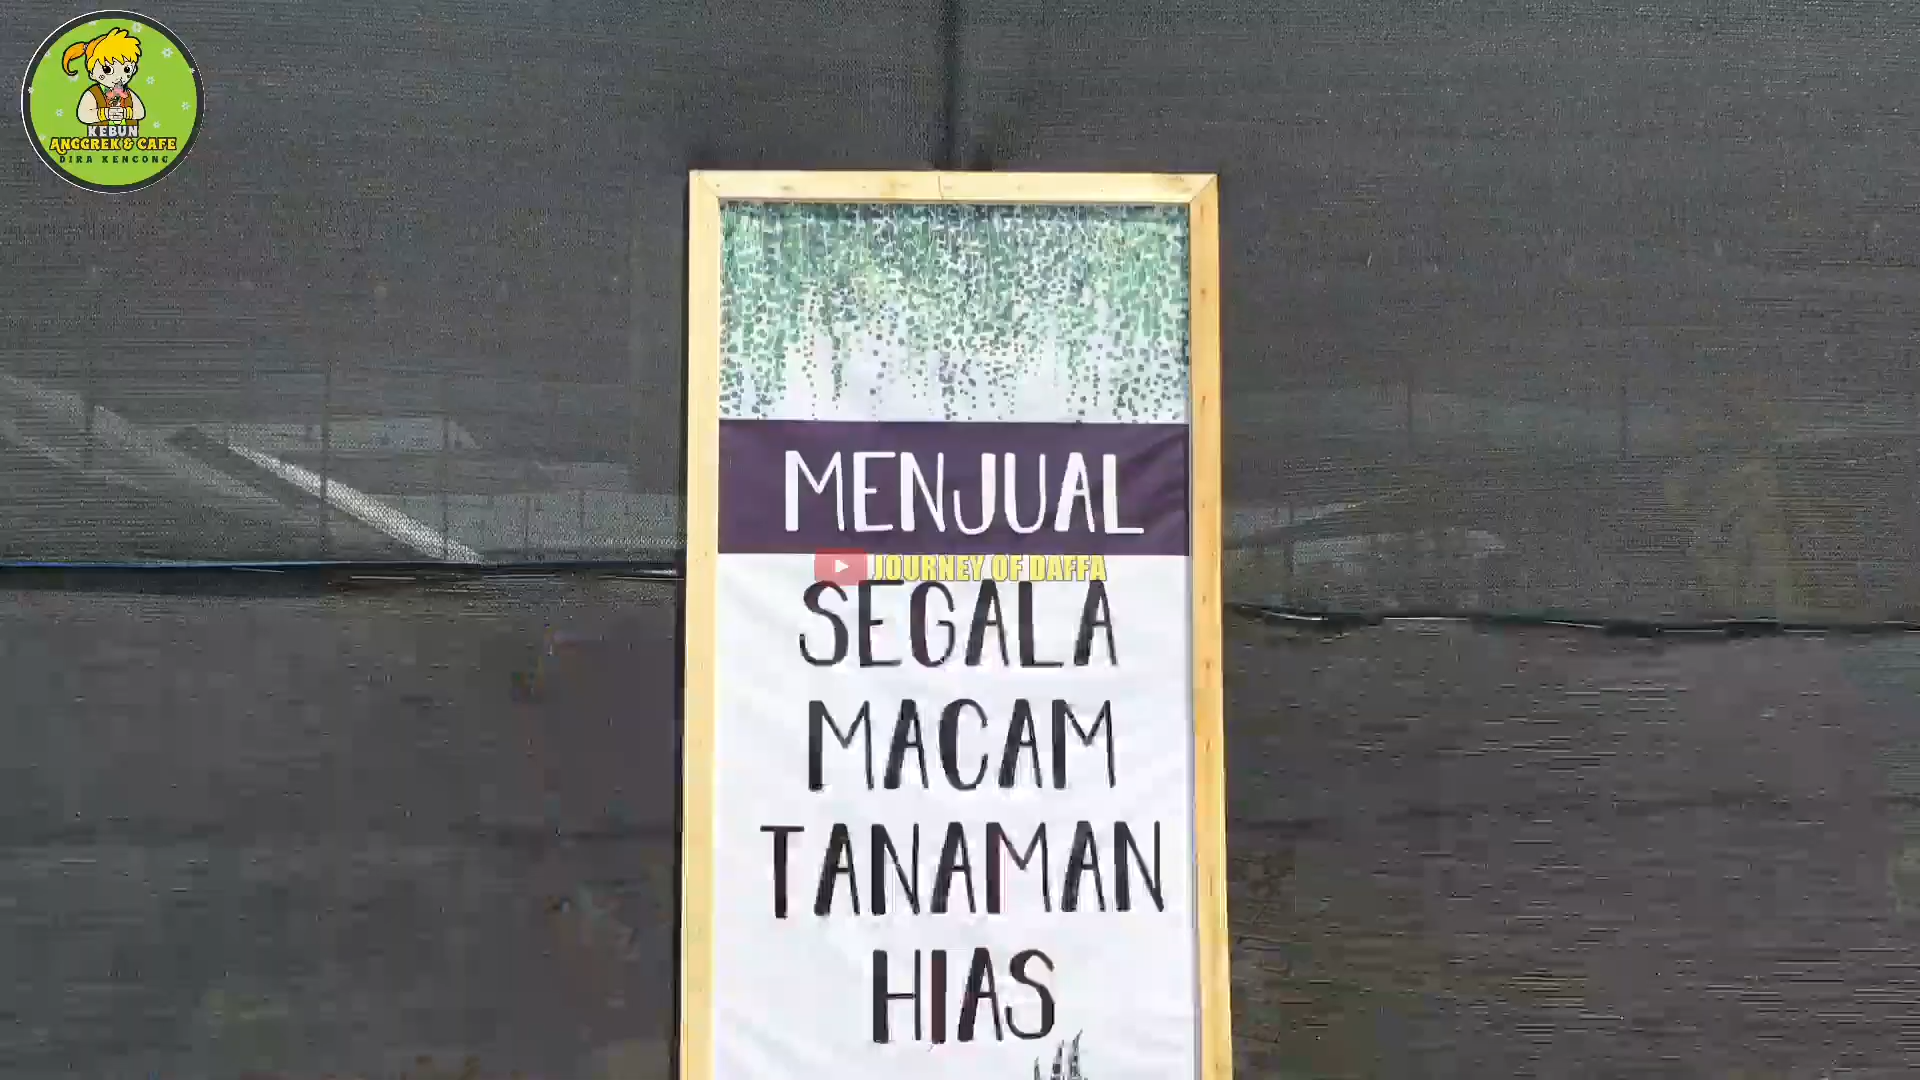 KEBUN
ANGGREK & CAFE
DIRA KENCONG
MENJUAL
JOURNEY OF DAFFA
SEGALA
MACAM
TANAMAN
HIAS